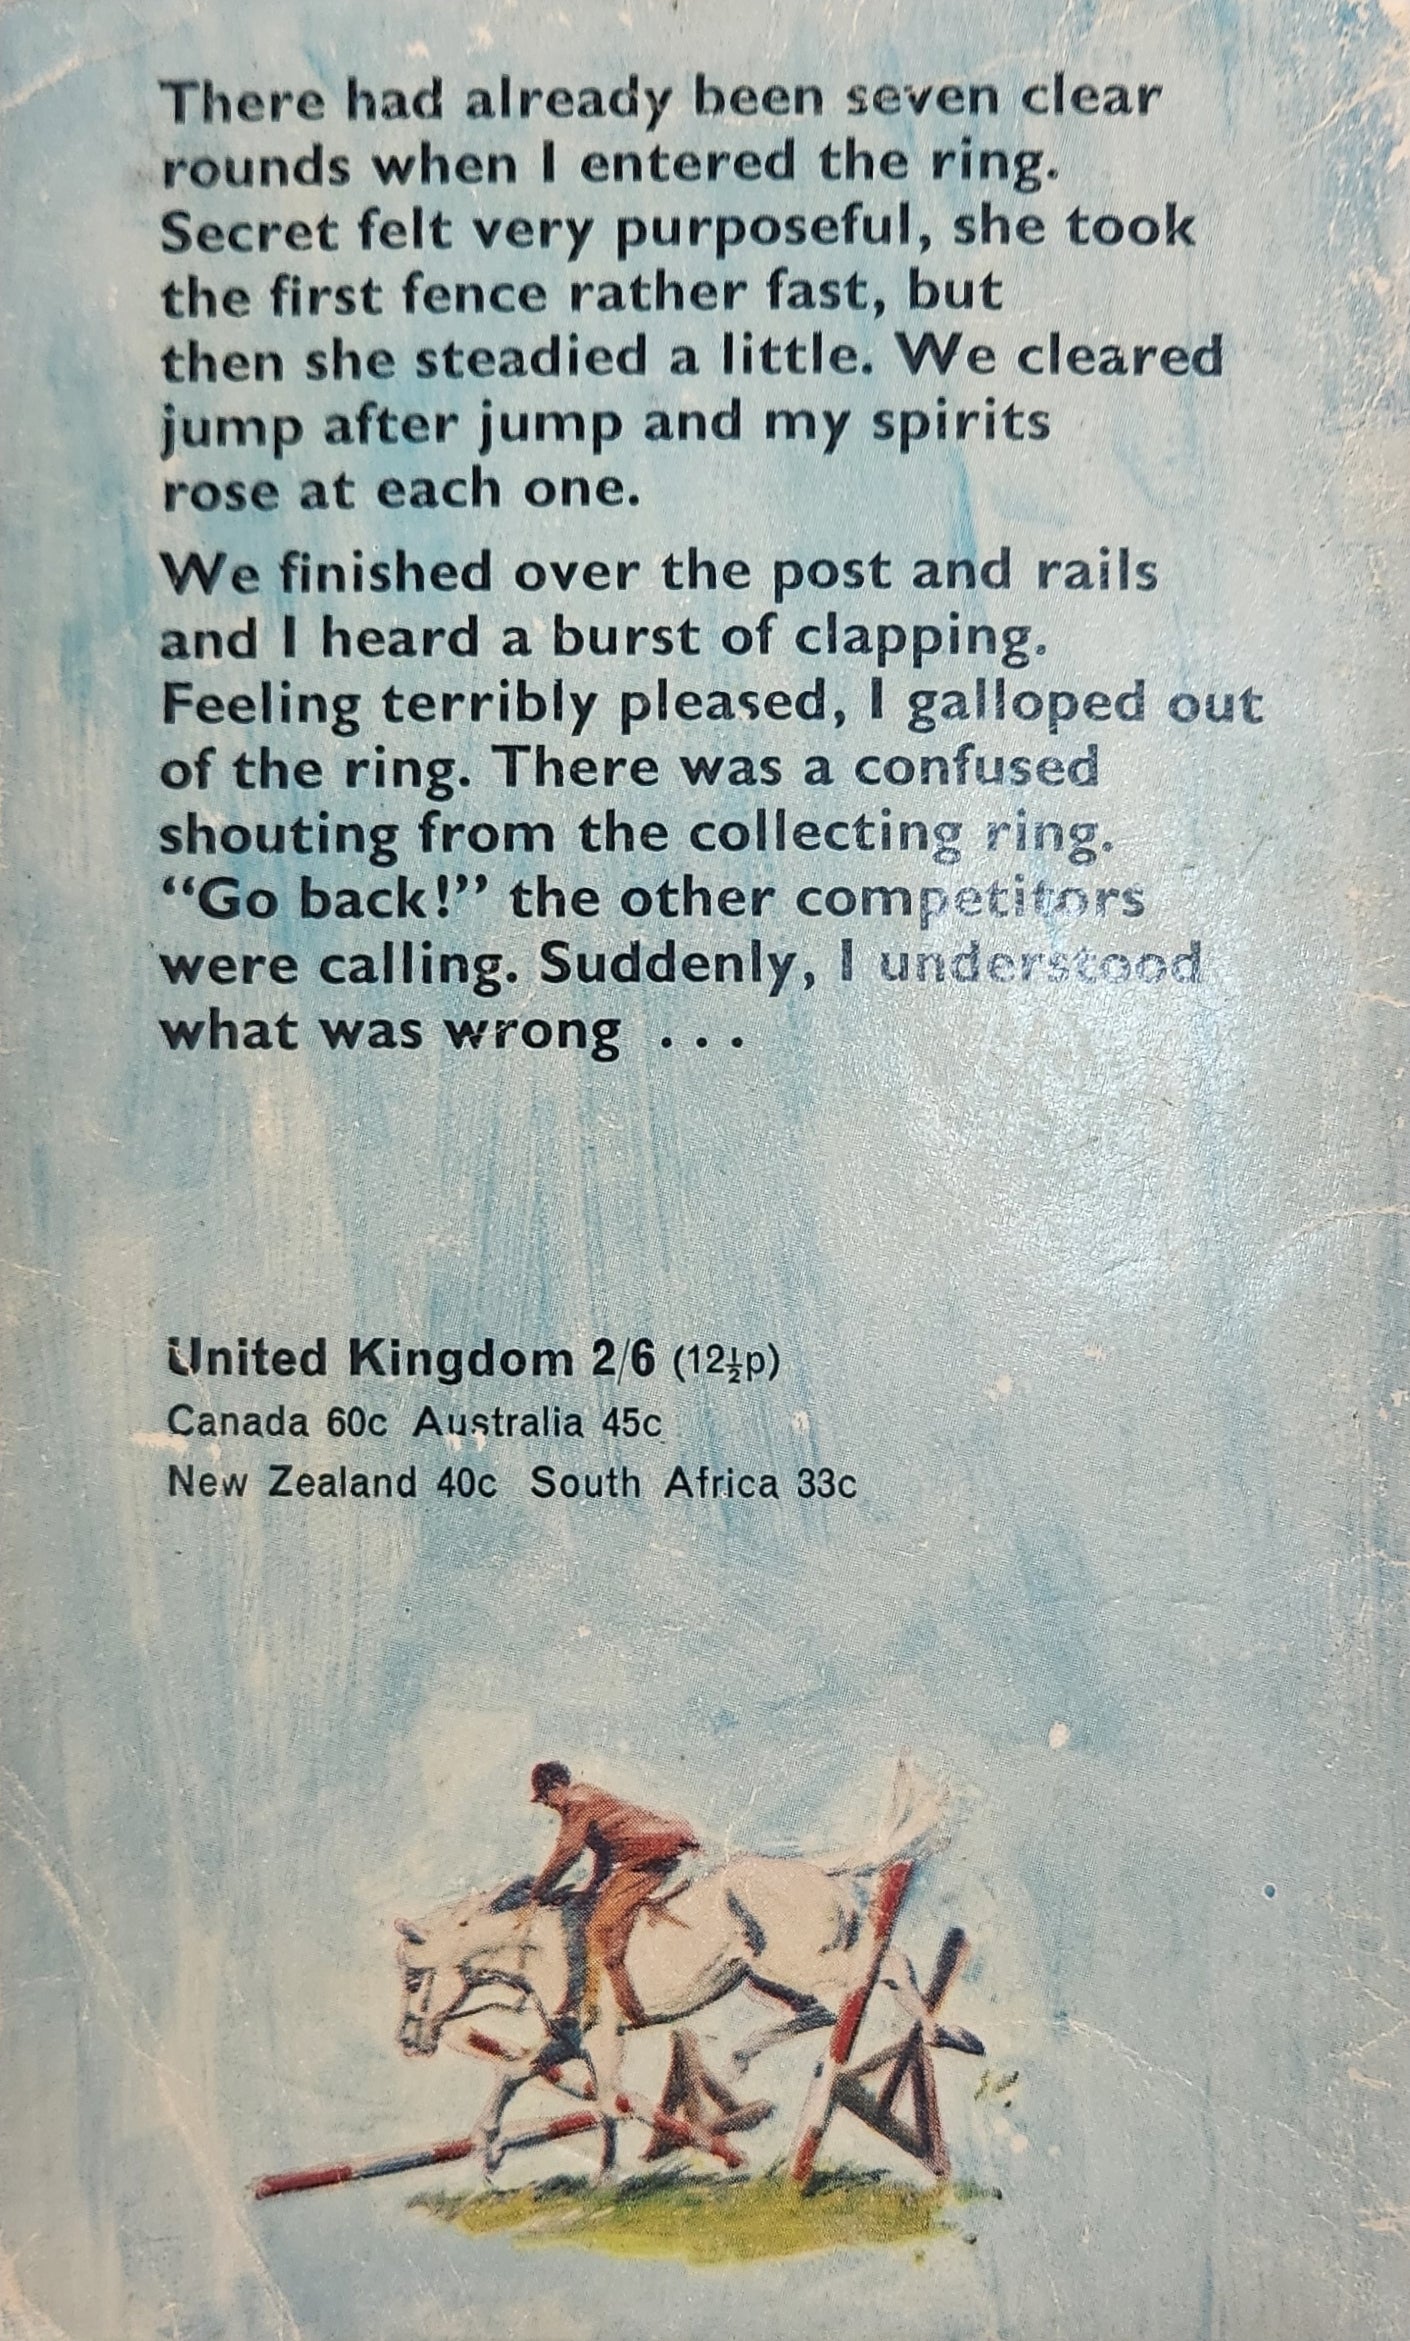 There had already been seven clear
rounds when I entered the ring.
Secret felt very purposeful, she took
the first fence rather fast, but
then she steadied a little. We cleared
jump after jump and my spirits
rose at each one.
We finished over the post and rails
and I heard a burst of clapping.
Feeling terribly pleased, I galloped out
of the ring. There was a confused
shouting from the collecting ring.
“Go back!” the other competitors
were calling. Suddenly, I understood
what was wrong ...
United Kingdom 2/6 (12½p)
Canada 60c Australia 45c
New Zealand 40c South Africa 33c